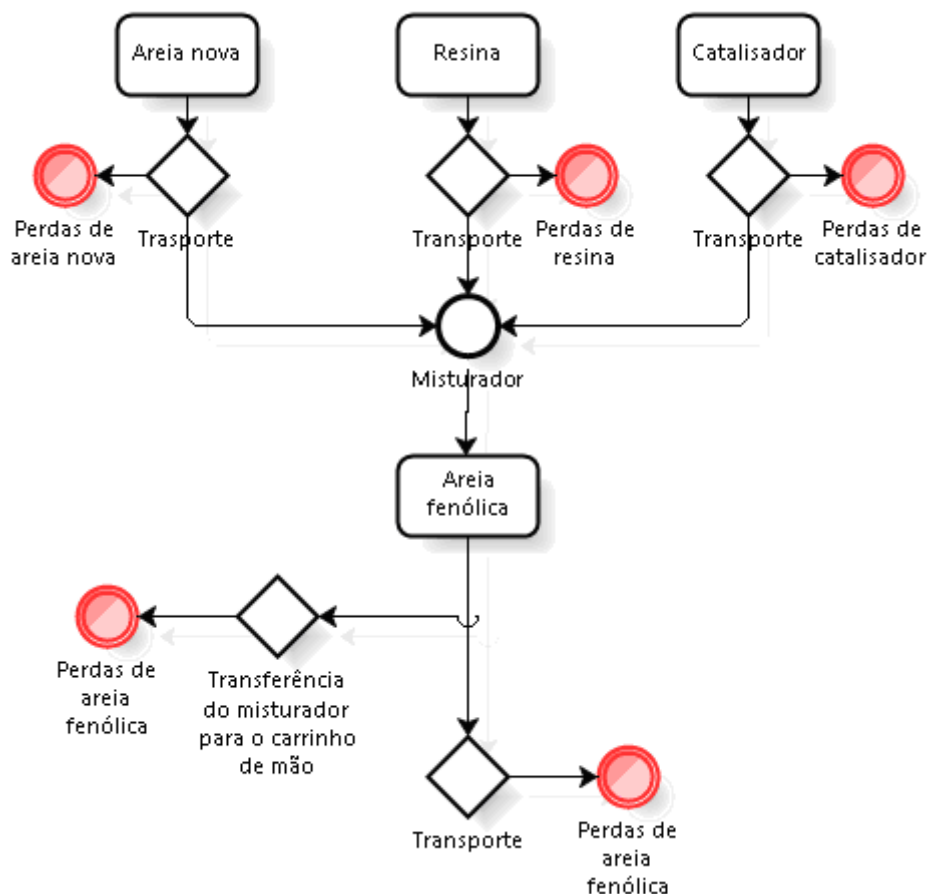 Areia nova
Resina
Catalisador
Perdas de
areia nova
Trasporte
Transporte
Perdas de
resina
Transporte
Perdas de
catalisador
Misturador
Areia
fenólica
Perdas de
areia
fenólica
Transferência
do misturador
para o carrinho
de mão
Transporte
Perdas de
areia
fenólica